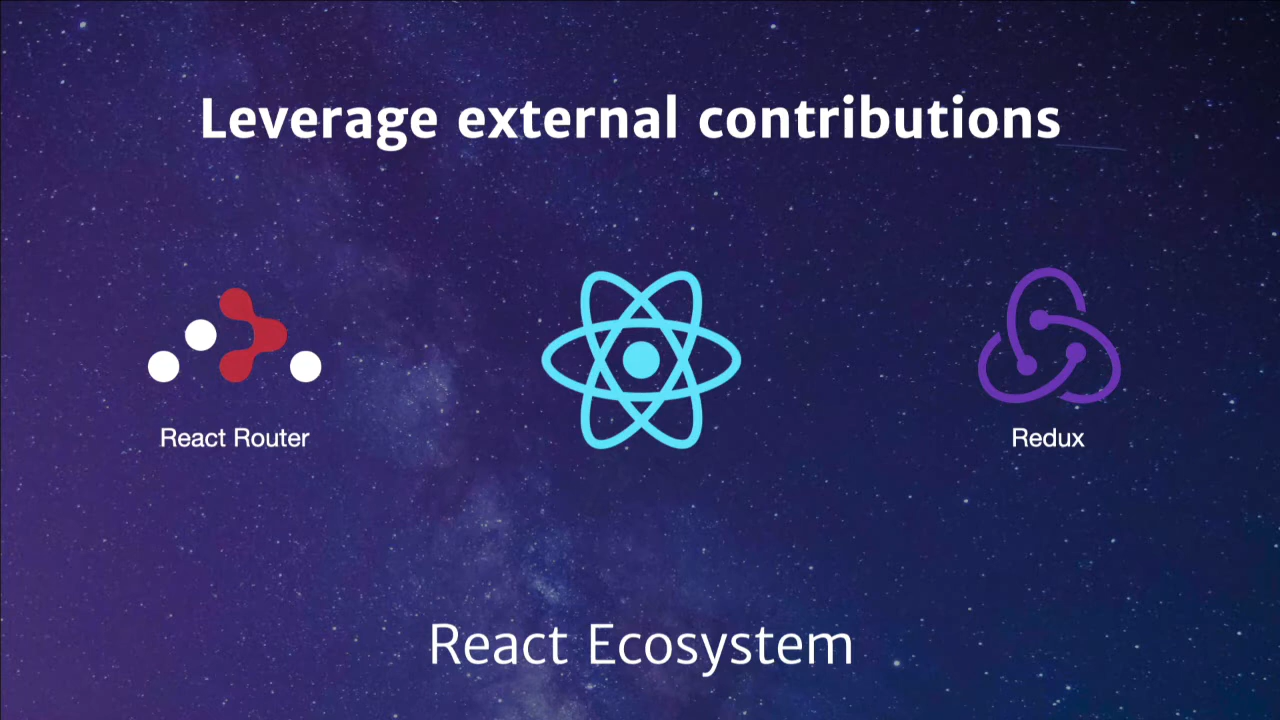 Leverage external contributions
React Router
Redux
React Ecosystem